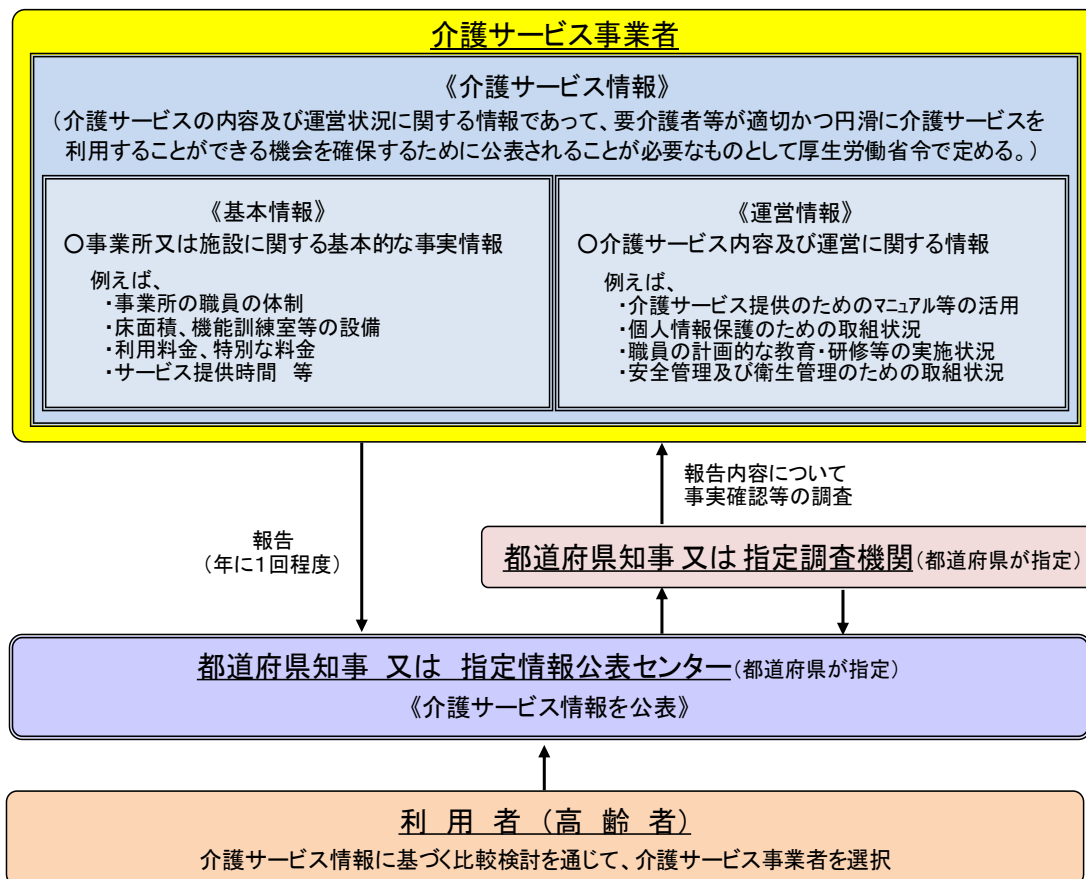 介護サービス事業者
《介護サービス情報》
（介護サービスの内容及び運営状況に関する情報であって、要介護者等が適切かつ円滑に介護サービスを
利用することができる機会を確保するために公表されることが必要なものとして厚生労働省令で定める。）
《基本情報》
○事業所又は施設に関する基本的な事実情報
例えば、
・事業所の職員の体制
・床面積、機能訓練室等の設備
・利用料金、特別な料金
・サービス提供時間　等
《運営情報》
○介護サービス内容及び運営に関する情報
例えば、
・介護サービス提供のためのﾏﾆｭｱﾙ等の活用
・個人情報保護のための取組状況
・職員の計画的な教育・研修等の実施状況
・安全管理及び衛生管理のための取組状況
報告
（年に１回程度）
報告内容について
事実確認等の調査
都道府県知事 又は 指定調査機関（都道府県が指定）
都道府県知事　又は　指定情報公表センター（都道府県が指定）
《介護サービス情報を公表》
利　用　者　（高　齢　者）
介護サービス情報に基づく比較検討を通じて、介護サービス事業者を選択